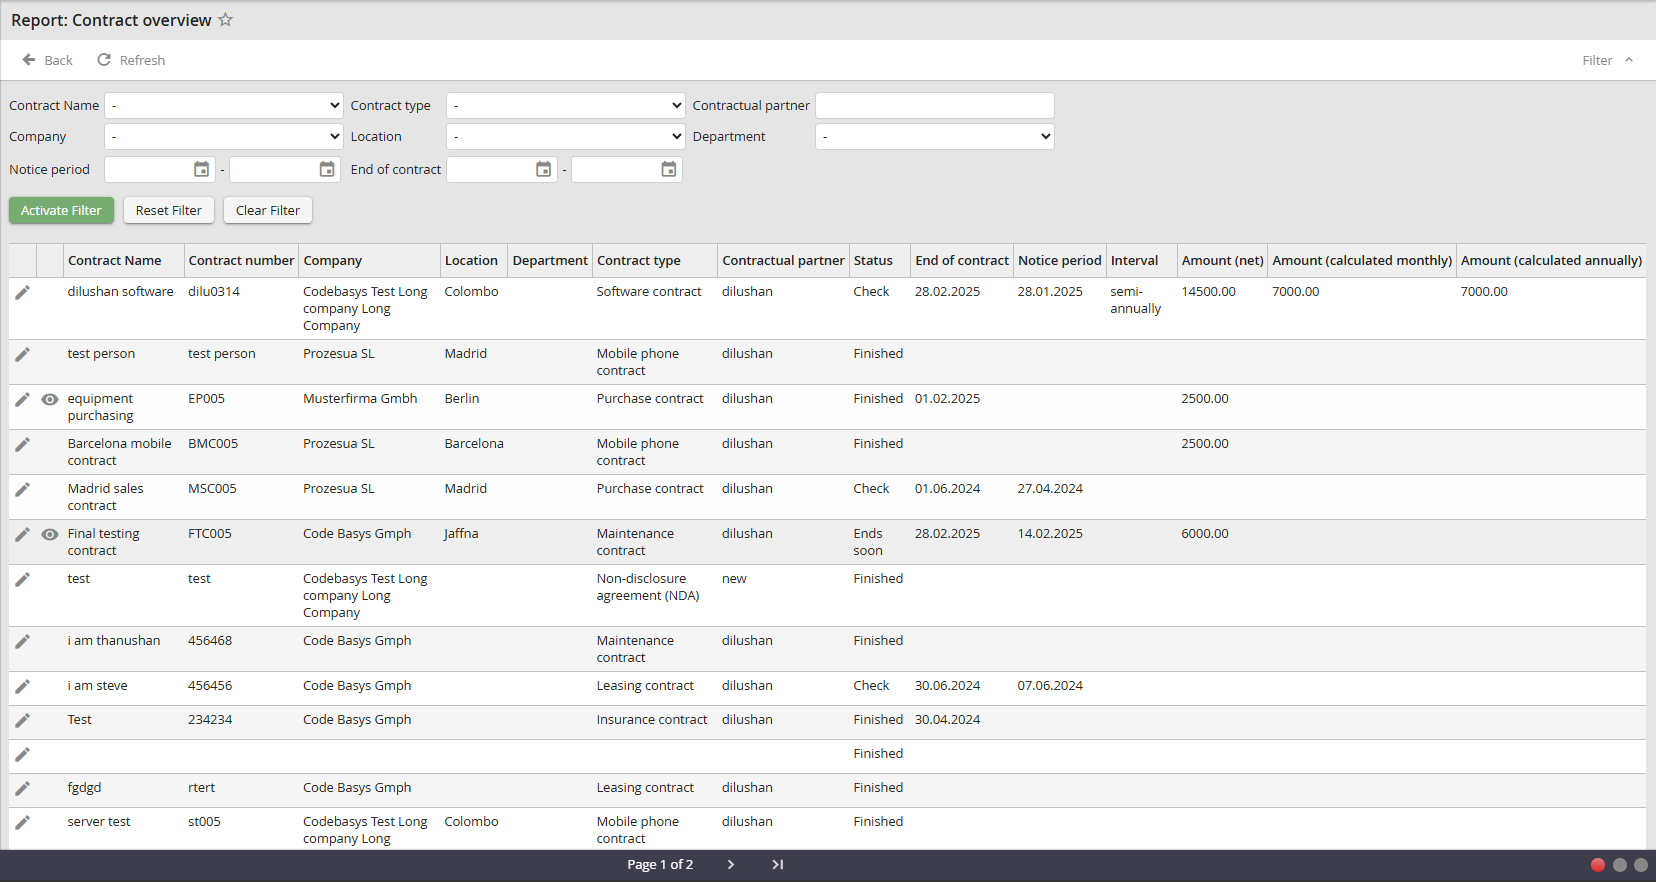 Report: Contract overview
Back Refresh Filter
Contract Name - Contract type - Contractual partner
Company - Location - Department -
Notice period - End of contract -
Activate Filter Reset Filter Clear Filter
Contract Name Contract number Company Location Department Contract type Contractual partner Status End of contract Notice period Interval Amount (net) Amount (calculated monthly) Amount (calculated annually)
dilushan software dilu0314 Codebasys Test Long Colombo Software contract dilushan Check 28.02.2025 28.01.2025 semi- 14500.00 7000.00 7000.00
company Long annually
Company
test person test person Prozesua SL Madrid Mobile phone dilushan Finished
contract
equipment EP005 Musterfirma Gmbh Berlin Purchase contract dilushan Finished 01.02.2025 2500.00
purchasing
Barcelona mobile BMC005 Prozesua SL Barcelona Mobile phone dilushan Finished 2500.00
contract contract
Madrid sales MSC005 Prozesua SL Madrid Purchase contract dilushan Check 01.06.2024 27.04.2024
contract
Final testing FTC005 Code Basys Gmph Jaffna Maintenance dilushan Ends 28.02.2025 14.02.2025 6000.00
contract contract soon
test test Codebasys Test Long Non-disclosure new Finished
company Long agreement (NDA)
Company
i am thanushan 456468 Code Basys Gmph Maintenance dilushan Finished
contract
i am steve 456456 Code Basys Gmph Leasing contract dilushan Check 30.06.2024 07.06.2024
Test 234234 Code Basys Gmph Insurance contract dilushan Finished 30.04.2024
Finished
fgdgd rtert Code Basys Gmph Leasing contract dilushan Finished
server test st005 Codebasys Test Long Colombo Mobile phone dilushan Finished
company Long contract
Page 1 of 2